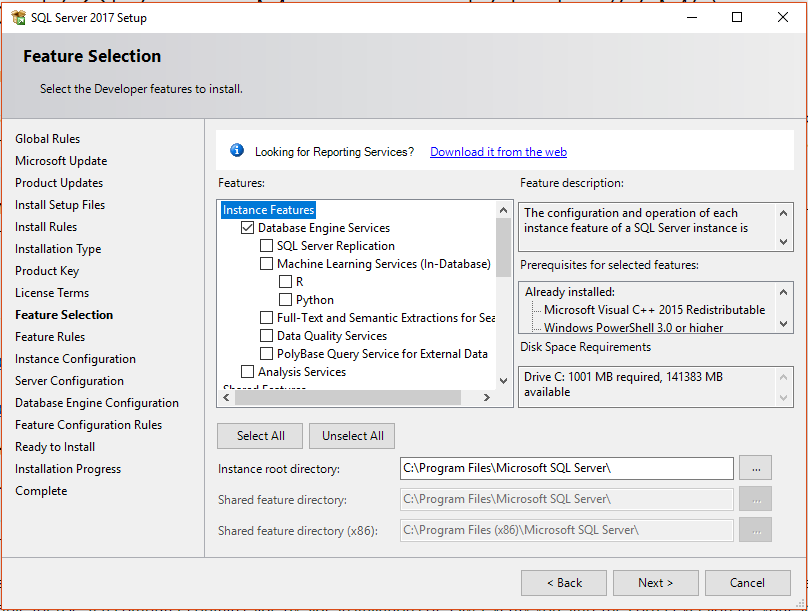 SQL Server 2017 Setup
Feature Selection
Select the Developer features to install.
Global Rules
Microsoft Update
Product Updates
Install Setup Files
Install Rules
Installation Type
Product Key
License Terms
Feature Selection
Feature Rules
Instance Configuration
Server Configuration
Database Engine Configuration
Feature Configuration Rules
Ready to Install
Installation Progress
Complete
Looking for Reporting Services? Download it from the web
Features:
Instance Features
Database Engine Services
SQL Server Replication
Machine Learning Services (In-Database)
R
Python
Full-Text and Semantic Extractions for Sea
Data Quality Services
PolyBase Query Service for External Data
Analysis Services
Shared Features
Feature description:
The configuration and operation of each
instance feature of a SQL Server instance is
Prerequisites for selected features:
Already installed:
Microsoft Visual C++ 2015 Redistributable
Windows PowerShell 3.0 or higher
Disk Space Requirements
Drive C: 1001 MB required, 141383 MB
available
Select All
Unselect All
Instance root directory:
C:\Program Files\Microsoft SQL Server\
...
Shared feature directory:
C:\Program Files\Microsoft SQL Server\
...
Shared feature directory (x86):
C:\Program Files (x86)\Microsoft SQL Server\
...
< Back
Next >
Cancel